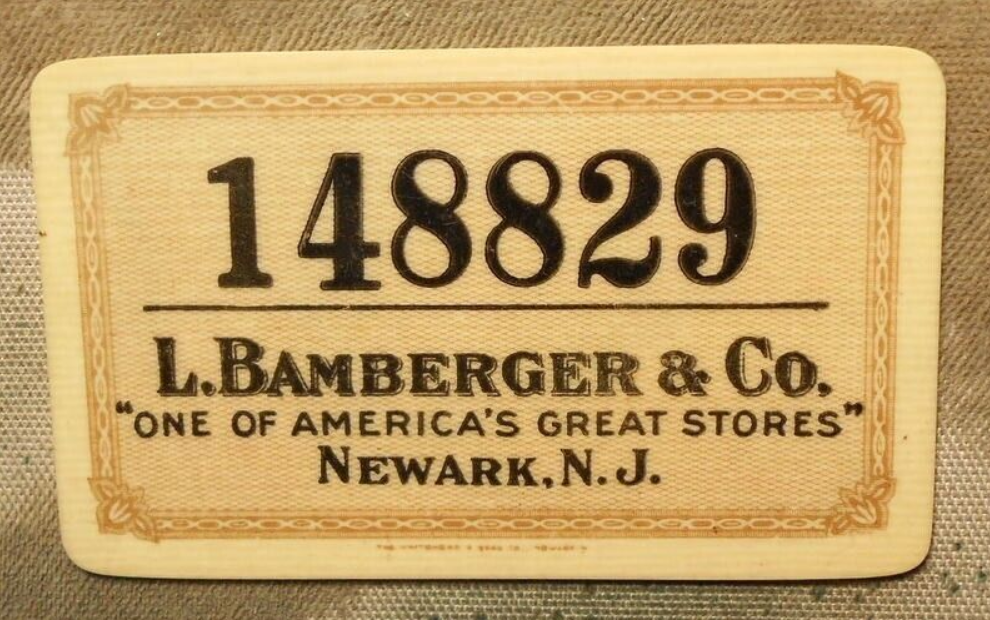 148829
L. BAMBERGER & CO.
"ONE OF AMERICA'S GREAT STORES"
NEWARK, N. J.